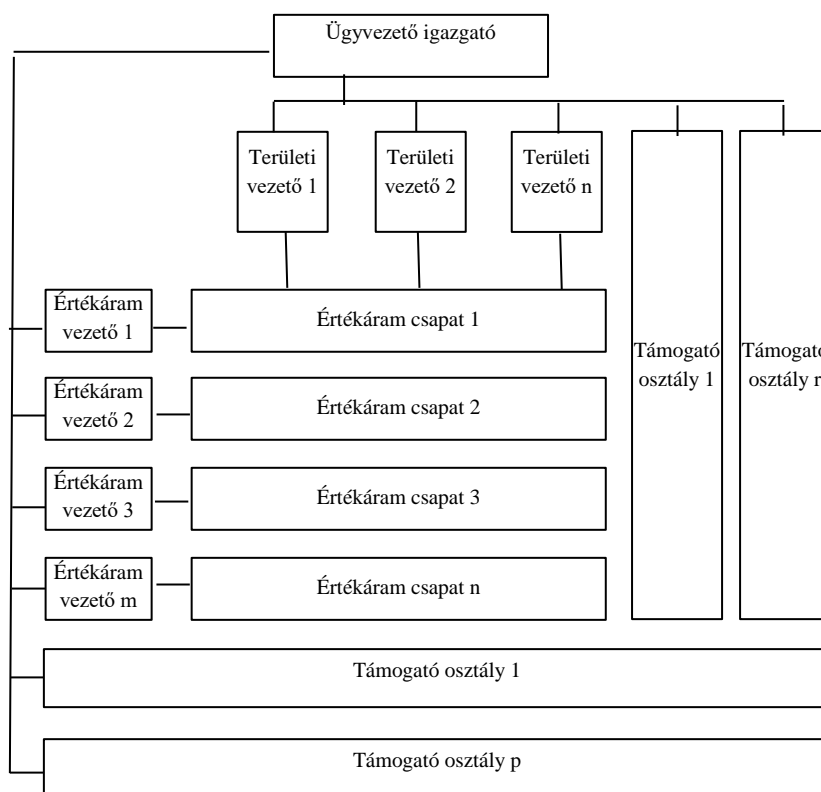 Ügyvezető igazgató
Területi
vezető 1
Területi
vezető 2
Területi
vezető n
Értékáram
vezető 1
Értékáram csapat 1
Támogató
osztály 1
Támogató
osztály r
Értékáram
vezető 2
Értékáram csapat 2
Értékáram
vezető 3
Értékáram csapat 3
Értékáram
vezető m
Értékáram csapat n
Támogató osztály 1
Támogató osztály p